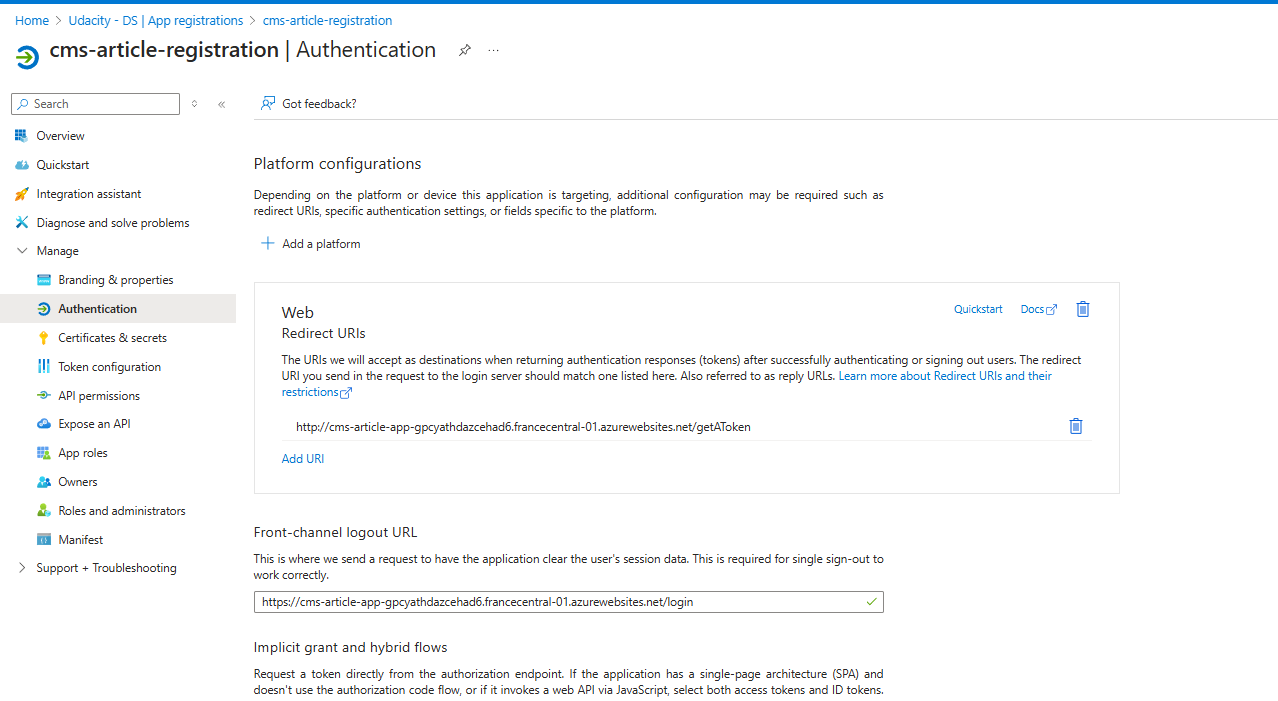 Home > Udacity - DS | App registrations > cms-article-registration
cms-article-registration | Authentication
Search
Got feedback?
Overview
Quickstart
Integration assistant
Diagnose and solve problems
Manage
Branding & properties
Authentication
Certificates & secrets
Token configuration
API permissions
Expose an API
App roles
Owners
Roles and administrators
Manifest
Support + Troubleshooting
Platform configurations
Depending on the platform or device this application is targeting, additional configuration may be required such as
redirect URIs, specific authentication settings, or fields specific to the platform.
Add a platform
Web
Quickstart
Docs
Redirect URIs
The URIs we will accept as destinations when returning authentication responses (tokens) after successfully authenticating or signing out users. The redirect
URI you send in the request to the login server should match one listed here. Also referred to as reply URLs. Learn more about Redirect URIs and their
restrictions
http://cms-article-app-gpcyathdazcehad6.francecentral-01.azurewebsites.net/getAToken
Add URI
Front-channel logout URL
This is where we send a request to have the application clear the user's session data. This is required for single sign-out to
work correctly.
https://cms-article-app-gpcyathdazcehad6.francecentral-01.azurewebsites.net/login
Implicit grant and hybrid flows
Request a token directly from the authorization endpoint. If the application has a single-page architecture (SPA) and
doesn't use the authorization code flow, or if it invokes a web API via JavaScript, select both access tokens and ID tokens.